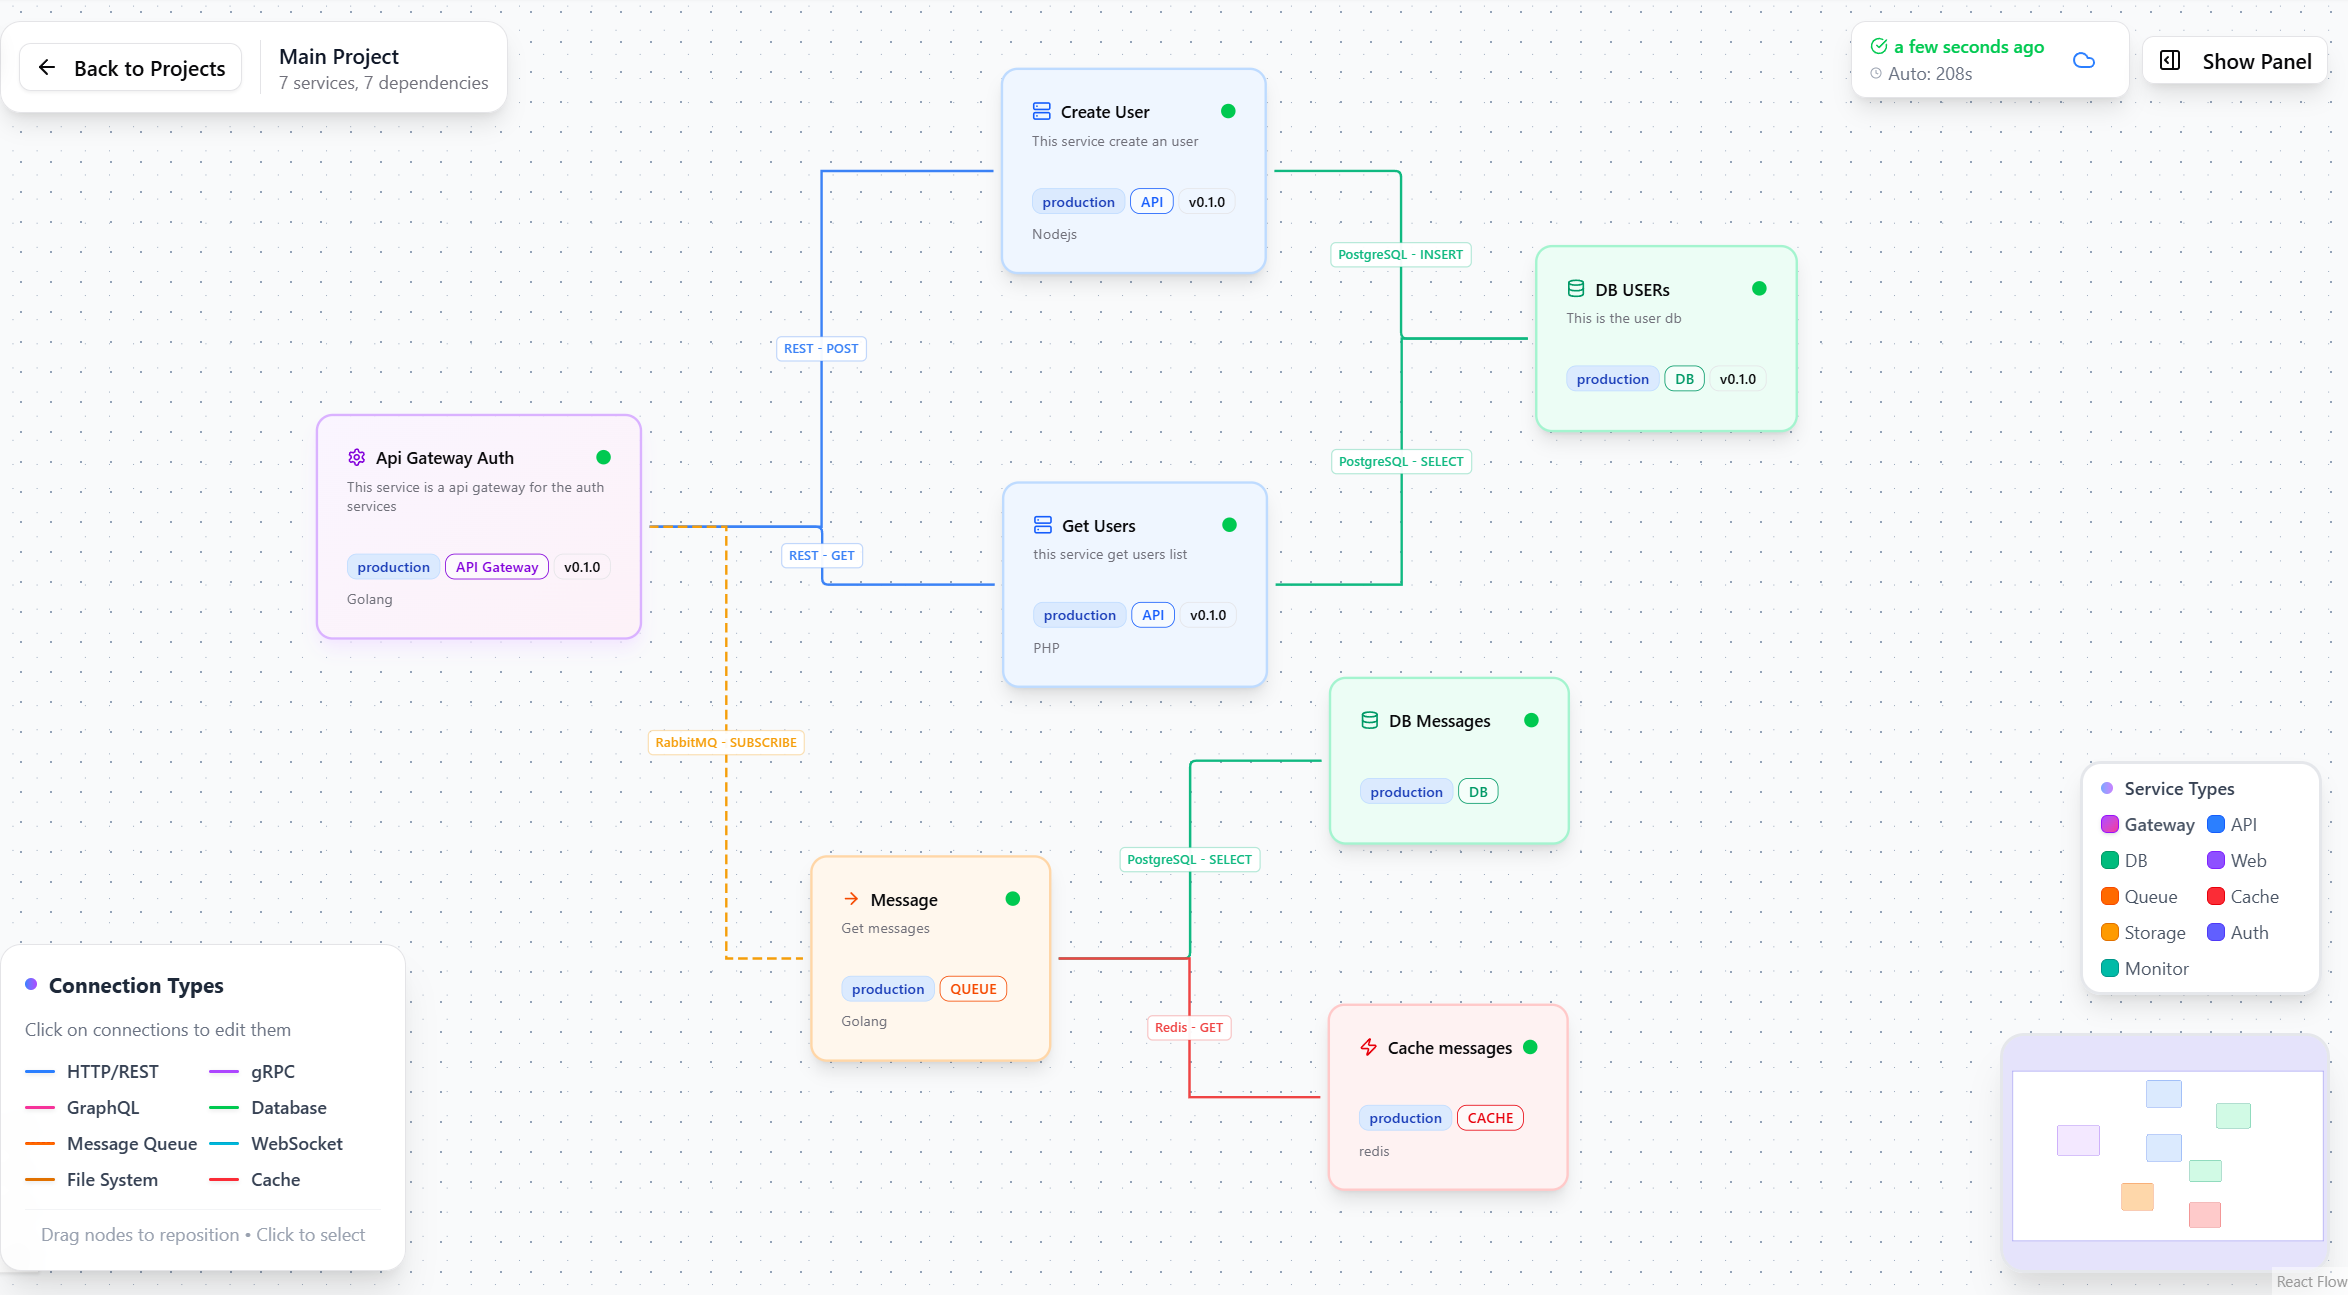 Back to Projects
Main Project
7 services, 7 dependencies
a few seconds ago
Auto: 208s
Show Panel
Create User
This service create an user
production API v0.1.0
Nodejs
PostgreSQL - INSERT
DB USERs
This is the user db
production DB v0.1.0
REST - POST
PostgreSQL - SELECT
Api Gateway Auth
This service is a api gateway for the auth
services
production API Gateway v0.1.0
Golang
REST - GET
Get Users
this service get users list
production API v0.1.0
PHP
RabbitMQ - SUBSCRIBE
DB Messages
production DB
PostgreSQL - SELECT
Message
Get messages
production QUEUE
Golang
Redis - GET
Cache messages
production CACHE
redis
Service Types
Gateway API
DB Web
Queue Cache
Storage Auth
Monitor
Connection Types
Click on connections to edit them
HTTP/REST gRPC
GraphQL Database
Message Queue WebSocket
File System Cache
Drag nodes to reposition • Click to select
React Flow